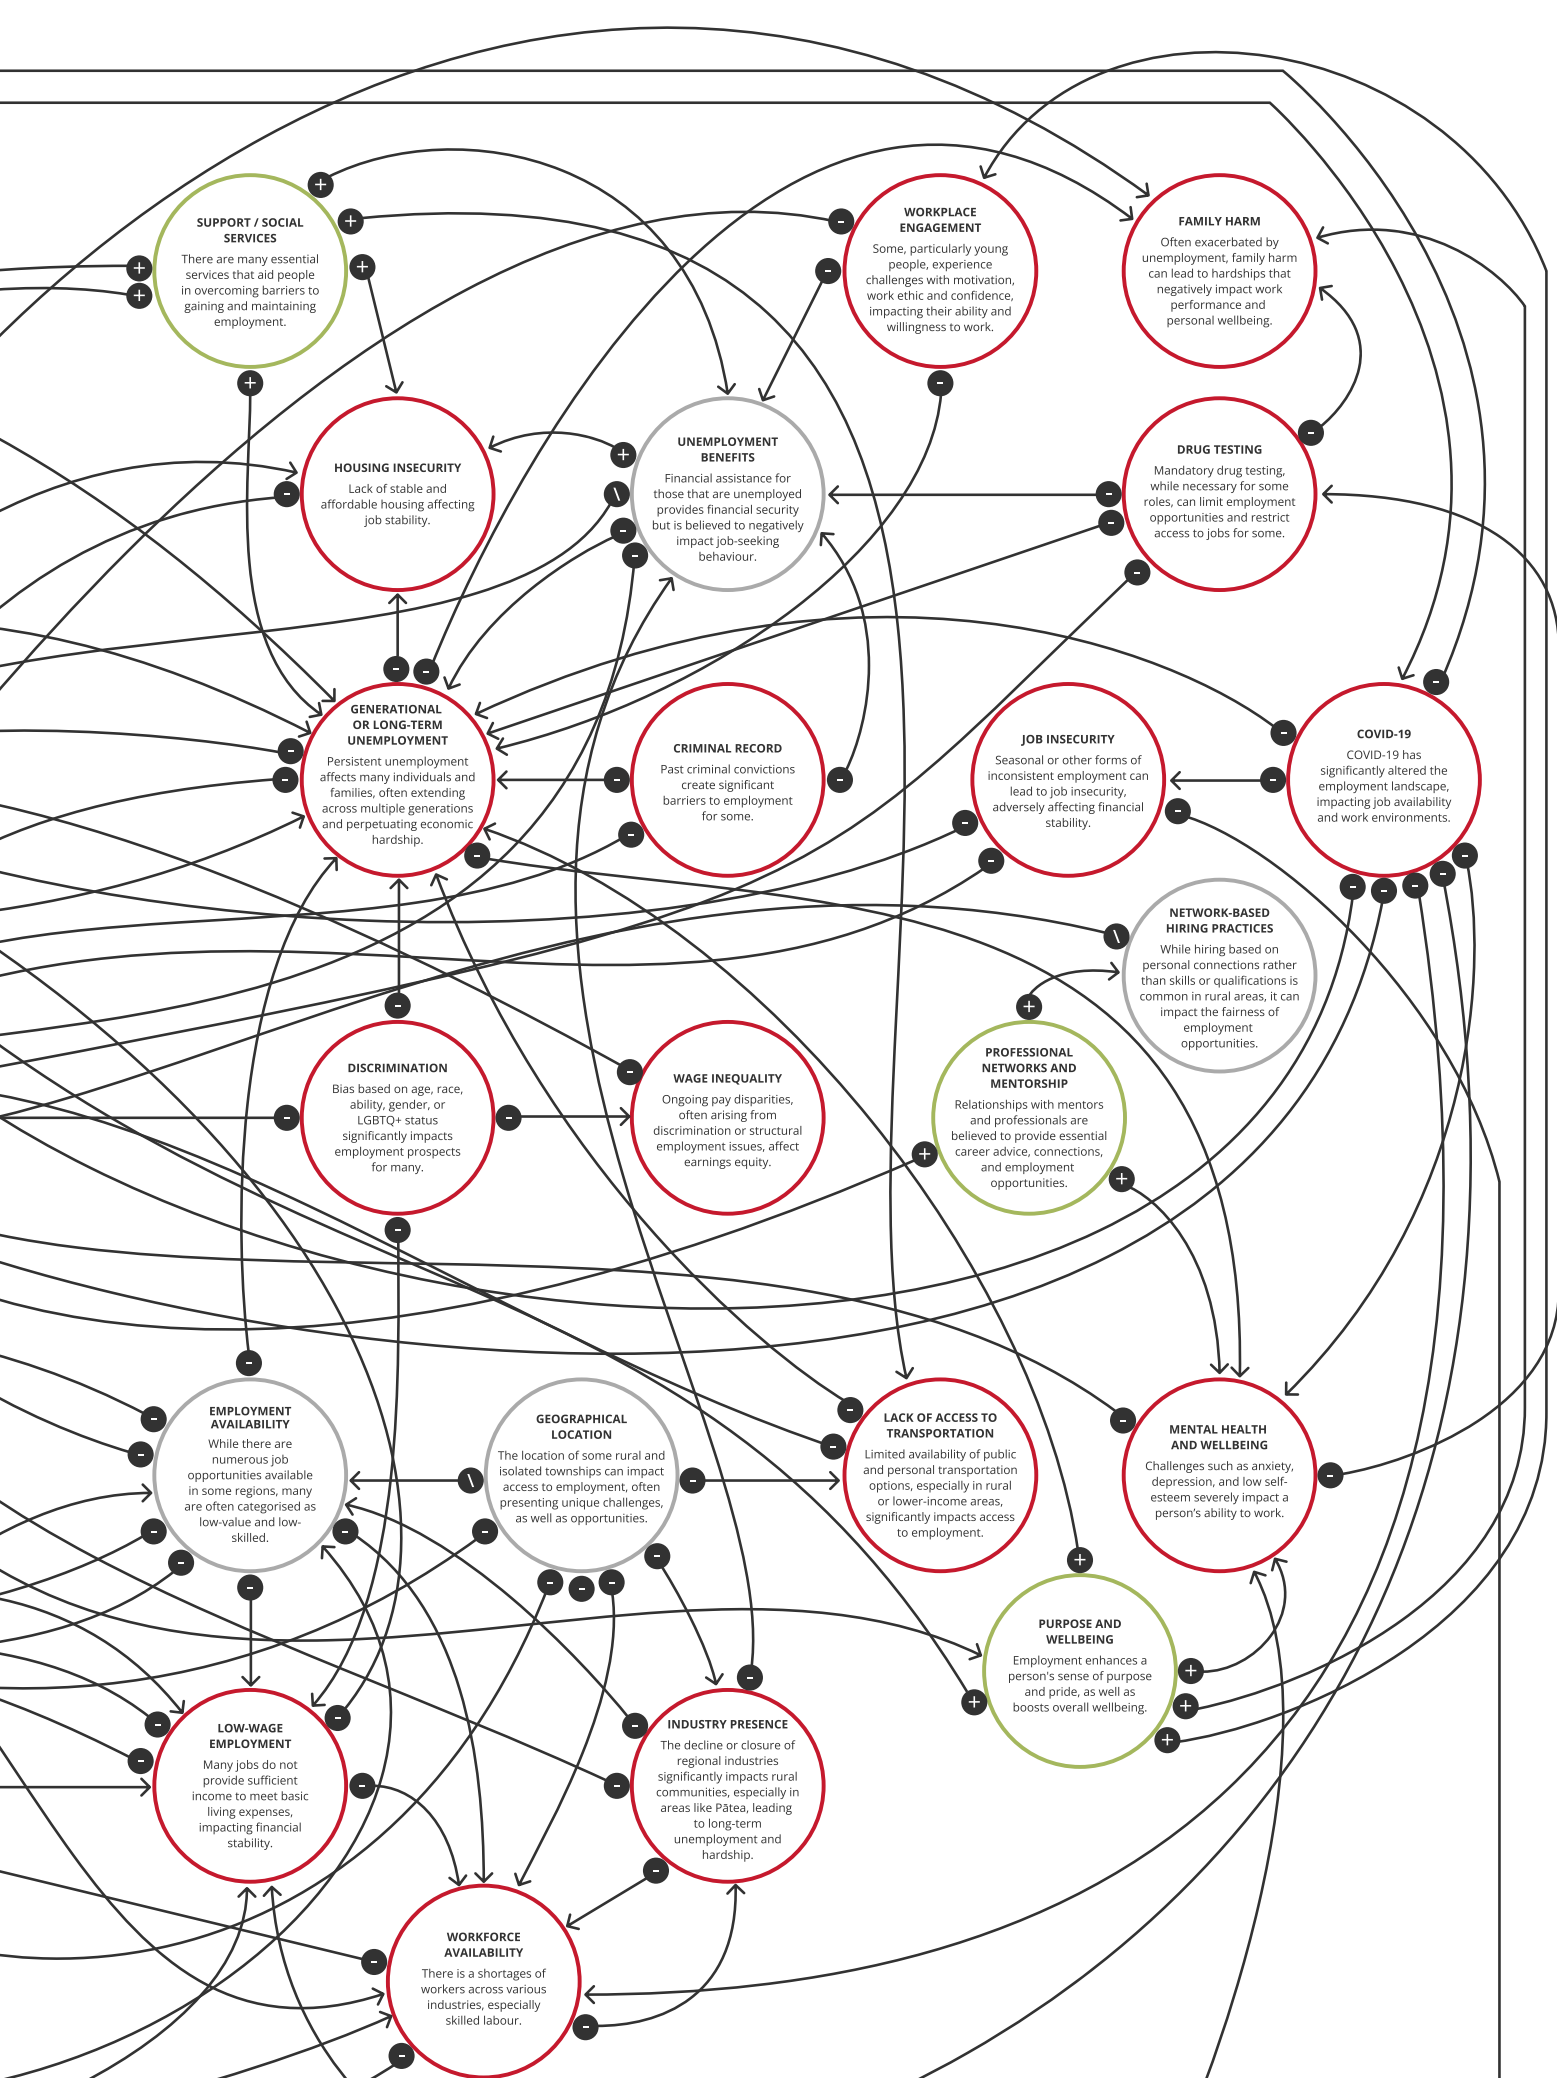 SUPPORT / SOCIAL
SERVICES
There are many essential
services that aid people
in overcoming barriers to
gaining and maintaining
employment.
WORKPLACE
ENGAGEMENT
Some, particularly young
people, experience
challenges with motivation,
work ethic and confidence,
impacting their ability and
willingness to work.
FAMILY HARM
Often exacerbated by
unemployment, family harm
can lead to hardships that
negatively impact work
performance and
personal wellbeing.
HOUSING INSECURITY
Lack of stable and
affordable housing affecting
job stability.
UNEMPLOYMENT
BENEFITS
Financial assistance for
those that are unemployed
provides financial security
but is believed to negatively
impact job-seeking
behaviour.
DRUG TESTING
Mandatory drug testing,
while necessary for some
roles, can limit employment
opportunities and restrict
access to jobs for some.
GENERATIONAL
OR LONG-TERM
UNEMPLOYMENT
Persistent unemployment
affects many individuals and
families, often extending
across multiple generations
and perpetuating economic
hardship.
CRIMINAL RECORD
Past criminal convictions
create significant
barriers to employment
for some.
JOB INSECURITY
Seasonal or other forms of
inconsistent employment can
lead to job insecurity,
adversely affecting financial
stability.
COVID-19
COVID-19 has
significantly altered the
employment landscape,
impacting job availability
and work environments.
NETWORK-BASED
HIRING PRACTICES
While hiring based on
personal connections rather
than skills or qualifications is
common in rural areas, it can
impact the fairness of
employment
opportunities.
DISCRIMINATION
Bias based on age, race,
ability, gender, or
LGBTQ+ status
significantly impacts
employment prospects
for many.
WAGE INEQUALITY
Ongoing pay disparities,
often arising from
discrimination or structural
employment issues, affect
earnings equity.
PROFESSIONAL
NETWORKS AND
MENTORSHIP
Relationships with mentors
and professionals are
believed to provide essential
career advice, connections,
and employment
opportunities.
EMPLOYMENT
AVAILABILITY
While there are
numerous job
opportunities available
in some regions, many
are often categorised as
low-value and low-
skilled.
GEOGRAPHICAL
LOCATION
The location of some rural and
isolated townships can impact
access to employment, often
presenting unique challenges,
as well as opportunities.
LACK OF ACCESS TO
TRANSPORTATION
Limited availability of public
and personal transportation
options, especially in rural
or lower-income areas,
significantly impacts access
to employment.
MENTAL HEALTH
AND WELLBEING
Challenges such as anxiety,
depression, and low self-
esteem severely impact a
person's ability to work.
PURPOSE AND
WELLBEING
Employment enhances a
person's sense of purpose
and pride, as well as
boosts overall wellbeing.
LOW-WAGE
EMPLOYMENT
Many jobs do not
provide sufficient
income to meet basic
living expenses,
impacting financial
stability.
INDUSTRY PRESENCE
The decline or closure of
regional industries
significantly impacts rural
communities, especially in
areas like Pātea, leading
to long-term
unemployment and
hardship.
WORKFORCE
AVAILABILITY
There is a shortages of
workers across various
industries, especially
skilled labour.